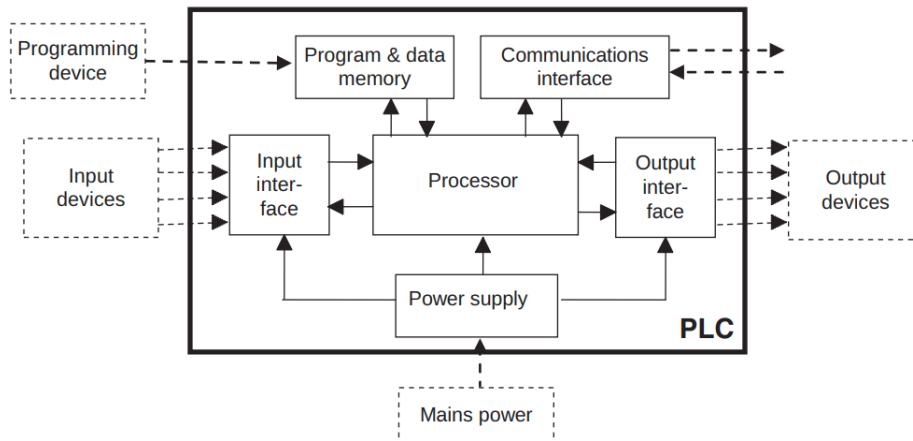 Programming
device
Program & data
memory
Communications
interface
Input
devices
Input
inter-
face
Processor
Output
inter-
face
Output
devices
Power supply
PLC
Mains power